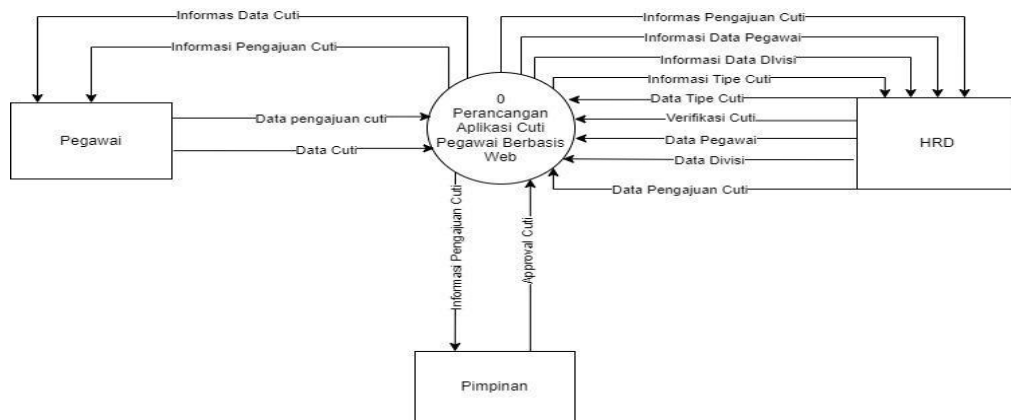 Informas Data Cuti
Informasi Pengajuan Cuti
Pegawai
Data pengajuan cuti
Data Cuti
0
Perancangan
Aplikasi Cuti
Pegawai Berbasis
Web
Informas Pengajuan Cuti
Informasi Data Pegawai
Informasi Data DIvisi
Informasi Tipe Cuti
Data Tipe Cuti
Verifikasi Cuti
Data Pegawai
Data Divisi
Data Pengajuan Cuti
HRD
Informasi Pengajuan Cuti
Approval Cuti
Pimpinan